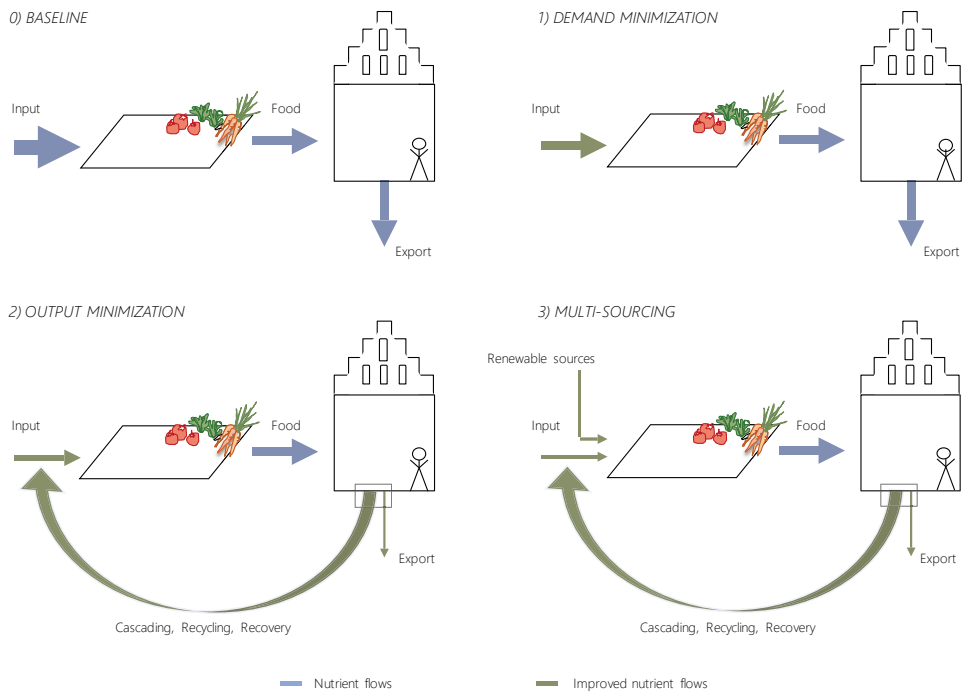 0) BASELINE
Input
Food
Export
1) DEMAND MINIMIZATION
Input
Food
Export
2) OUTPUT MINIMIZATION
Input
Food
Export
Cascading, Recycling, Recovery
3) MULTI-SOURCING
Renewable sources
Input
Food
Export
Cascading, Recycling, Recovery
Nutrient flows
Improved nutrient flows